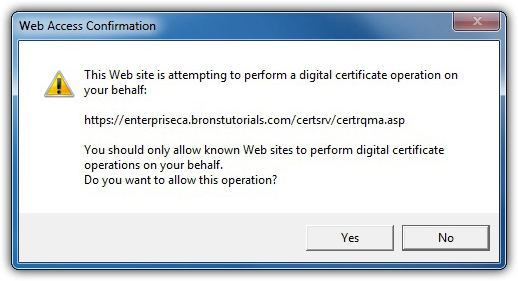 Web Access Confirmation
This Web site is attempting to perform a digital certificate operation on
your behalf:
https://enterpriseca.bronstutorials.com/certsrv/certrqma.asp
You should only allow known Web sites to perform digital certificate
operations on your behalf.
Do you want to allow this operation?
Yes
No